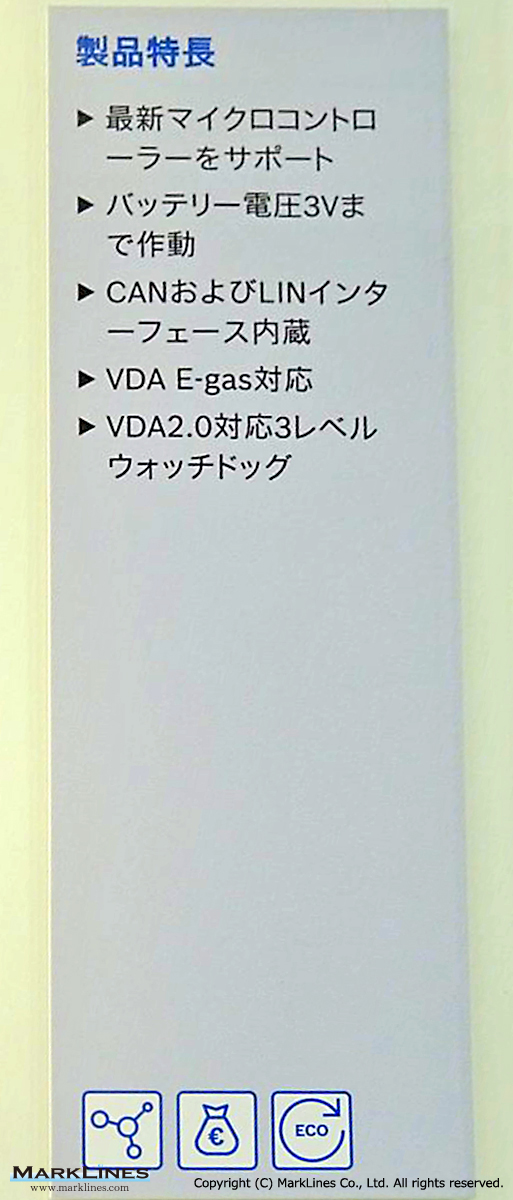 製品特長
▶ 最新マイクロコントロ
ーラーをサポート
▶ バッテリー電圧3Vま
で作動
▶ CANおよびLINインタ
ーフェース内蔵
▶ VDA E-gas対応
▶ VDA2.0対応3レベル
ウォッチドッグ
€
ECO
MARKLINES
www.marklines.com
Copyright (C) MarkLines Co., Ltd. All rights reserved.